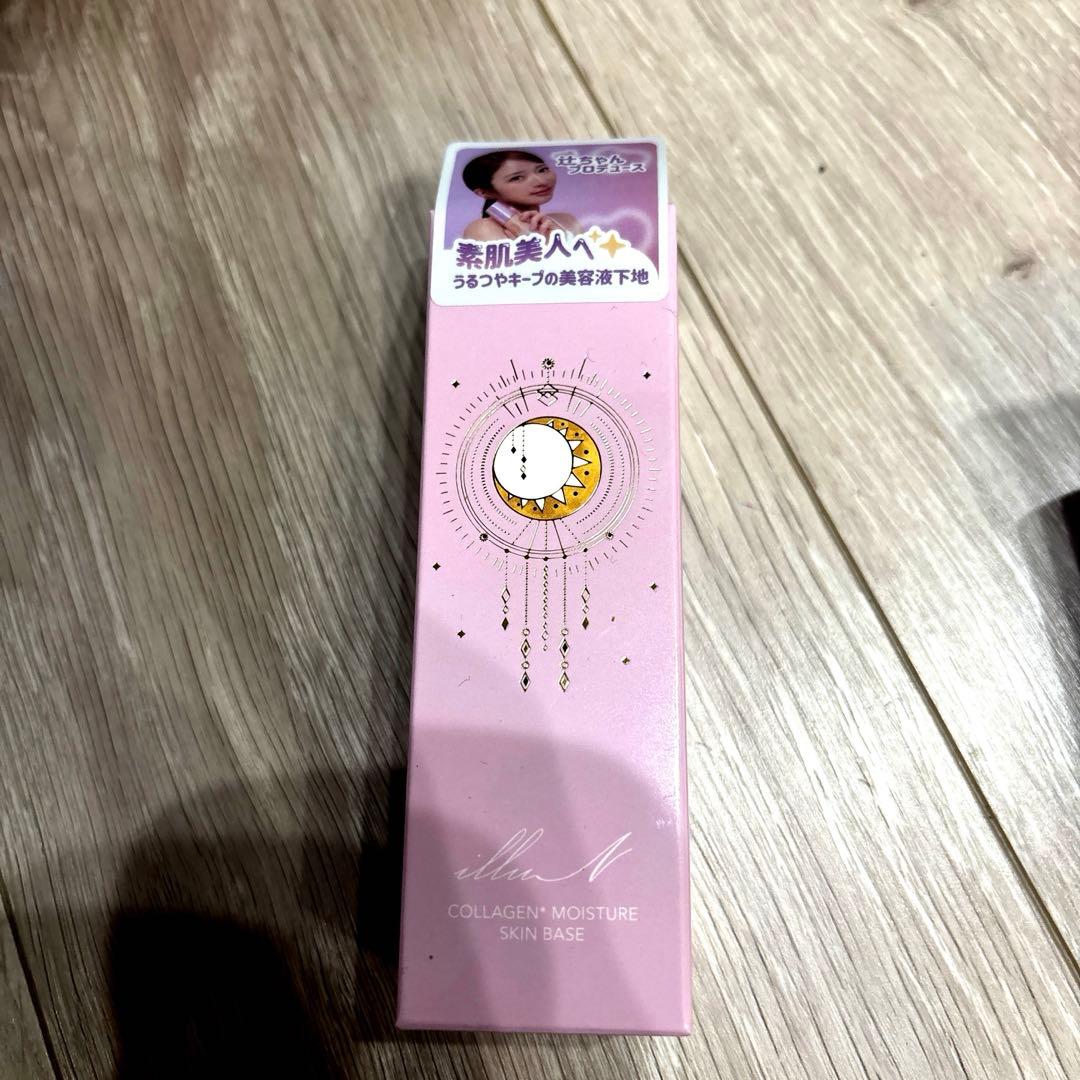 辻ちゃん
プロデュース
素肌美人へ
うるつやキープの美容液下地
illuN
COLLAGEN* MOISTURE
SKIN BASE